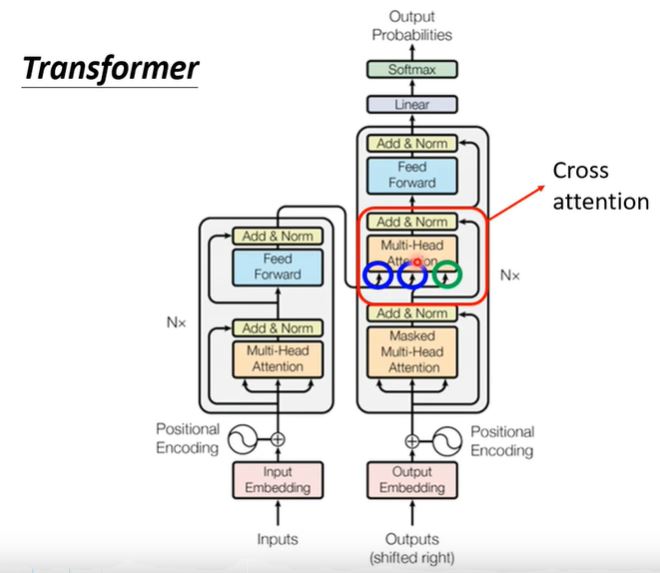 Transformer
Output
Probabilities
Softmax
Linear
Add & Norm
Feed
Forward
Add & Norm
Multi-Head
Attention
Cross
attention
Nx
Add & Norm
Masked
Multi-Head
Attention
Add & Norm
Feed
Forward
Nx
Add & Norm
Multi-Head
Attention
Positional
Encoding
Positional
Encoding
Input
Embedding
Output
Embedding
Inputs
Outputs
(shifted right)